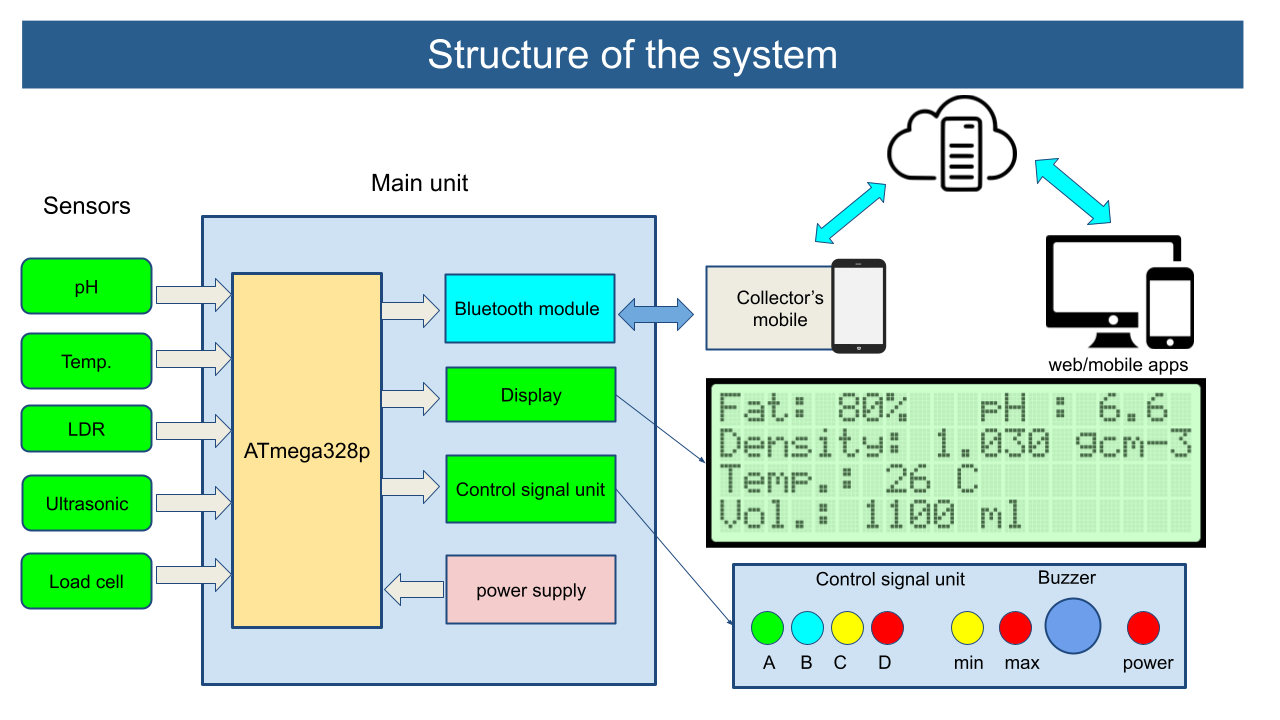 Structure of the system
Main unit
Sensors
pH
Temp.
LDR
Ultrasonic
Load cell
ATmega328p
Bluetooth module
Display
Control signal unit
power supply
Collector's
mobile
web/mobile apps
Fat: 80% pH : 6.6
Density: 1.030 gcm-3
Temp.: 26 C
Vol.: 1100 ml
Control signal unit
Buzzer
A B C D min max power